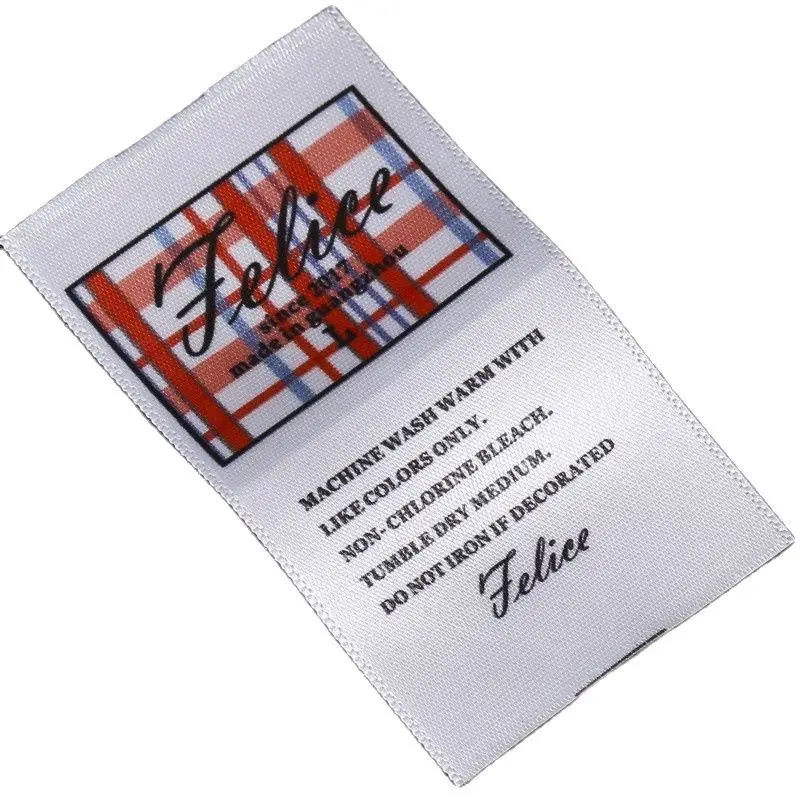 Felice
since 2017
made in guangzhou
L
MACHINE WASH WARM WITH
LIKE COLORS ONLY.
NON-CHLORINE BLEACH.
TUMBLE DRY MEDIUM.
DO NOT IRON IF DECORATED
Felice